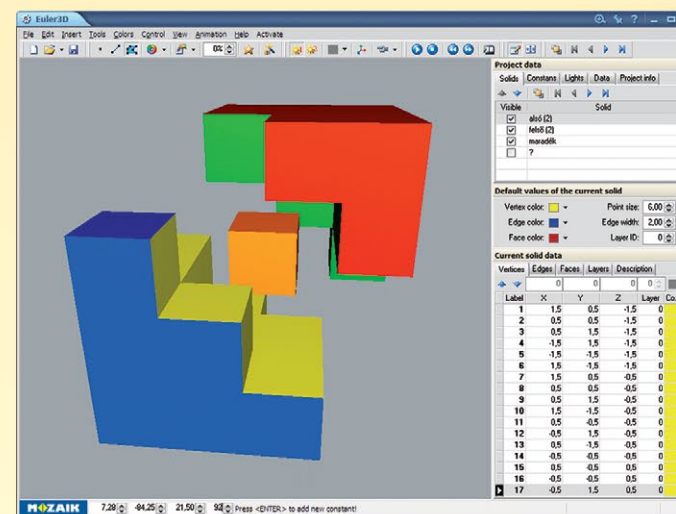 Euler3D
File Edit Insert Tools Colors Control View Animation Help Activate
0%
Project data
Solids Constans Lights Data Project info
Visible Solid
alsó (2)
felső (2)
maradék
?
Default values of the current solid
Vertex color: Point size: 6,00
Edge color: Edge width: 2,00
Face color: Layer ID: 0
Current solid data
Vertices Edges Faces Layers Description
0 0 0 0
Label X Y Z Layer Co.
1 1,5 0,5 -1,5 0
2 0,5 0,5 -1,5 0
3 0,5 1,5 -1,5 0
4 -1,5 1,5 -1,5 0
5 -1,5 -1,5 -1,5 0
6 1,5 -1,5 -1,5 0
7 1,5 0,5 -0,5 0
8 0,5 0,5 -0,5 0
9 0,5 1,5 -0,5 0
10 1,5 -1,5 -0,5 0
11 0,5 -0,5 -0,5 0
12 -0,5 1,5 -0,5 0
13 0,5 -1,5 -0,5 0
14 -0,5 -0,5 -0,5 0
15 0,5 0,5 0,5 0
16 -0,5 0,5 0,5 0
17 -0,5 1,5 0,5 0
MOZAIK 7,28 -84,25 21,50 92 Press <ENTER> to add new constant!